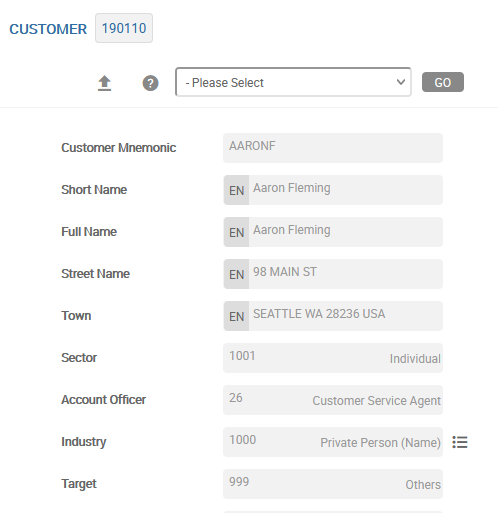 CUSTOMER 190110
? - Please Select GO
Customer Mnemonic AARONF
Short Name EN Aaron Fleming
Full Name EN Aaron Fleming
Street Name EN 98 MAIN ST
Town EN SEATTLE WA 28236 USA
Sector 1001 Individual
Account Officer 26 Customer Service Agent
Industry 1000 Private Person (Name)
Target 999 Others